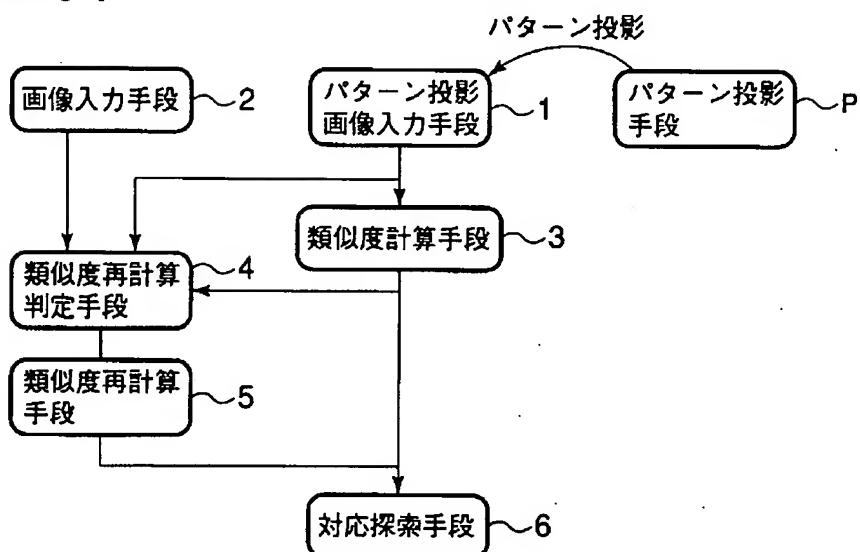 パターン投影
画像入力手段
2
パターン投影
画像入力手段
1
パターン投影
手段
P
類似度計算手段
3
類似度再計算
判定手段
4
類似度再計算
手段
5
対応探索手段
6